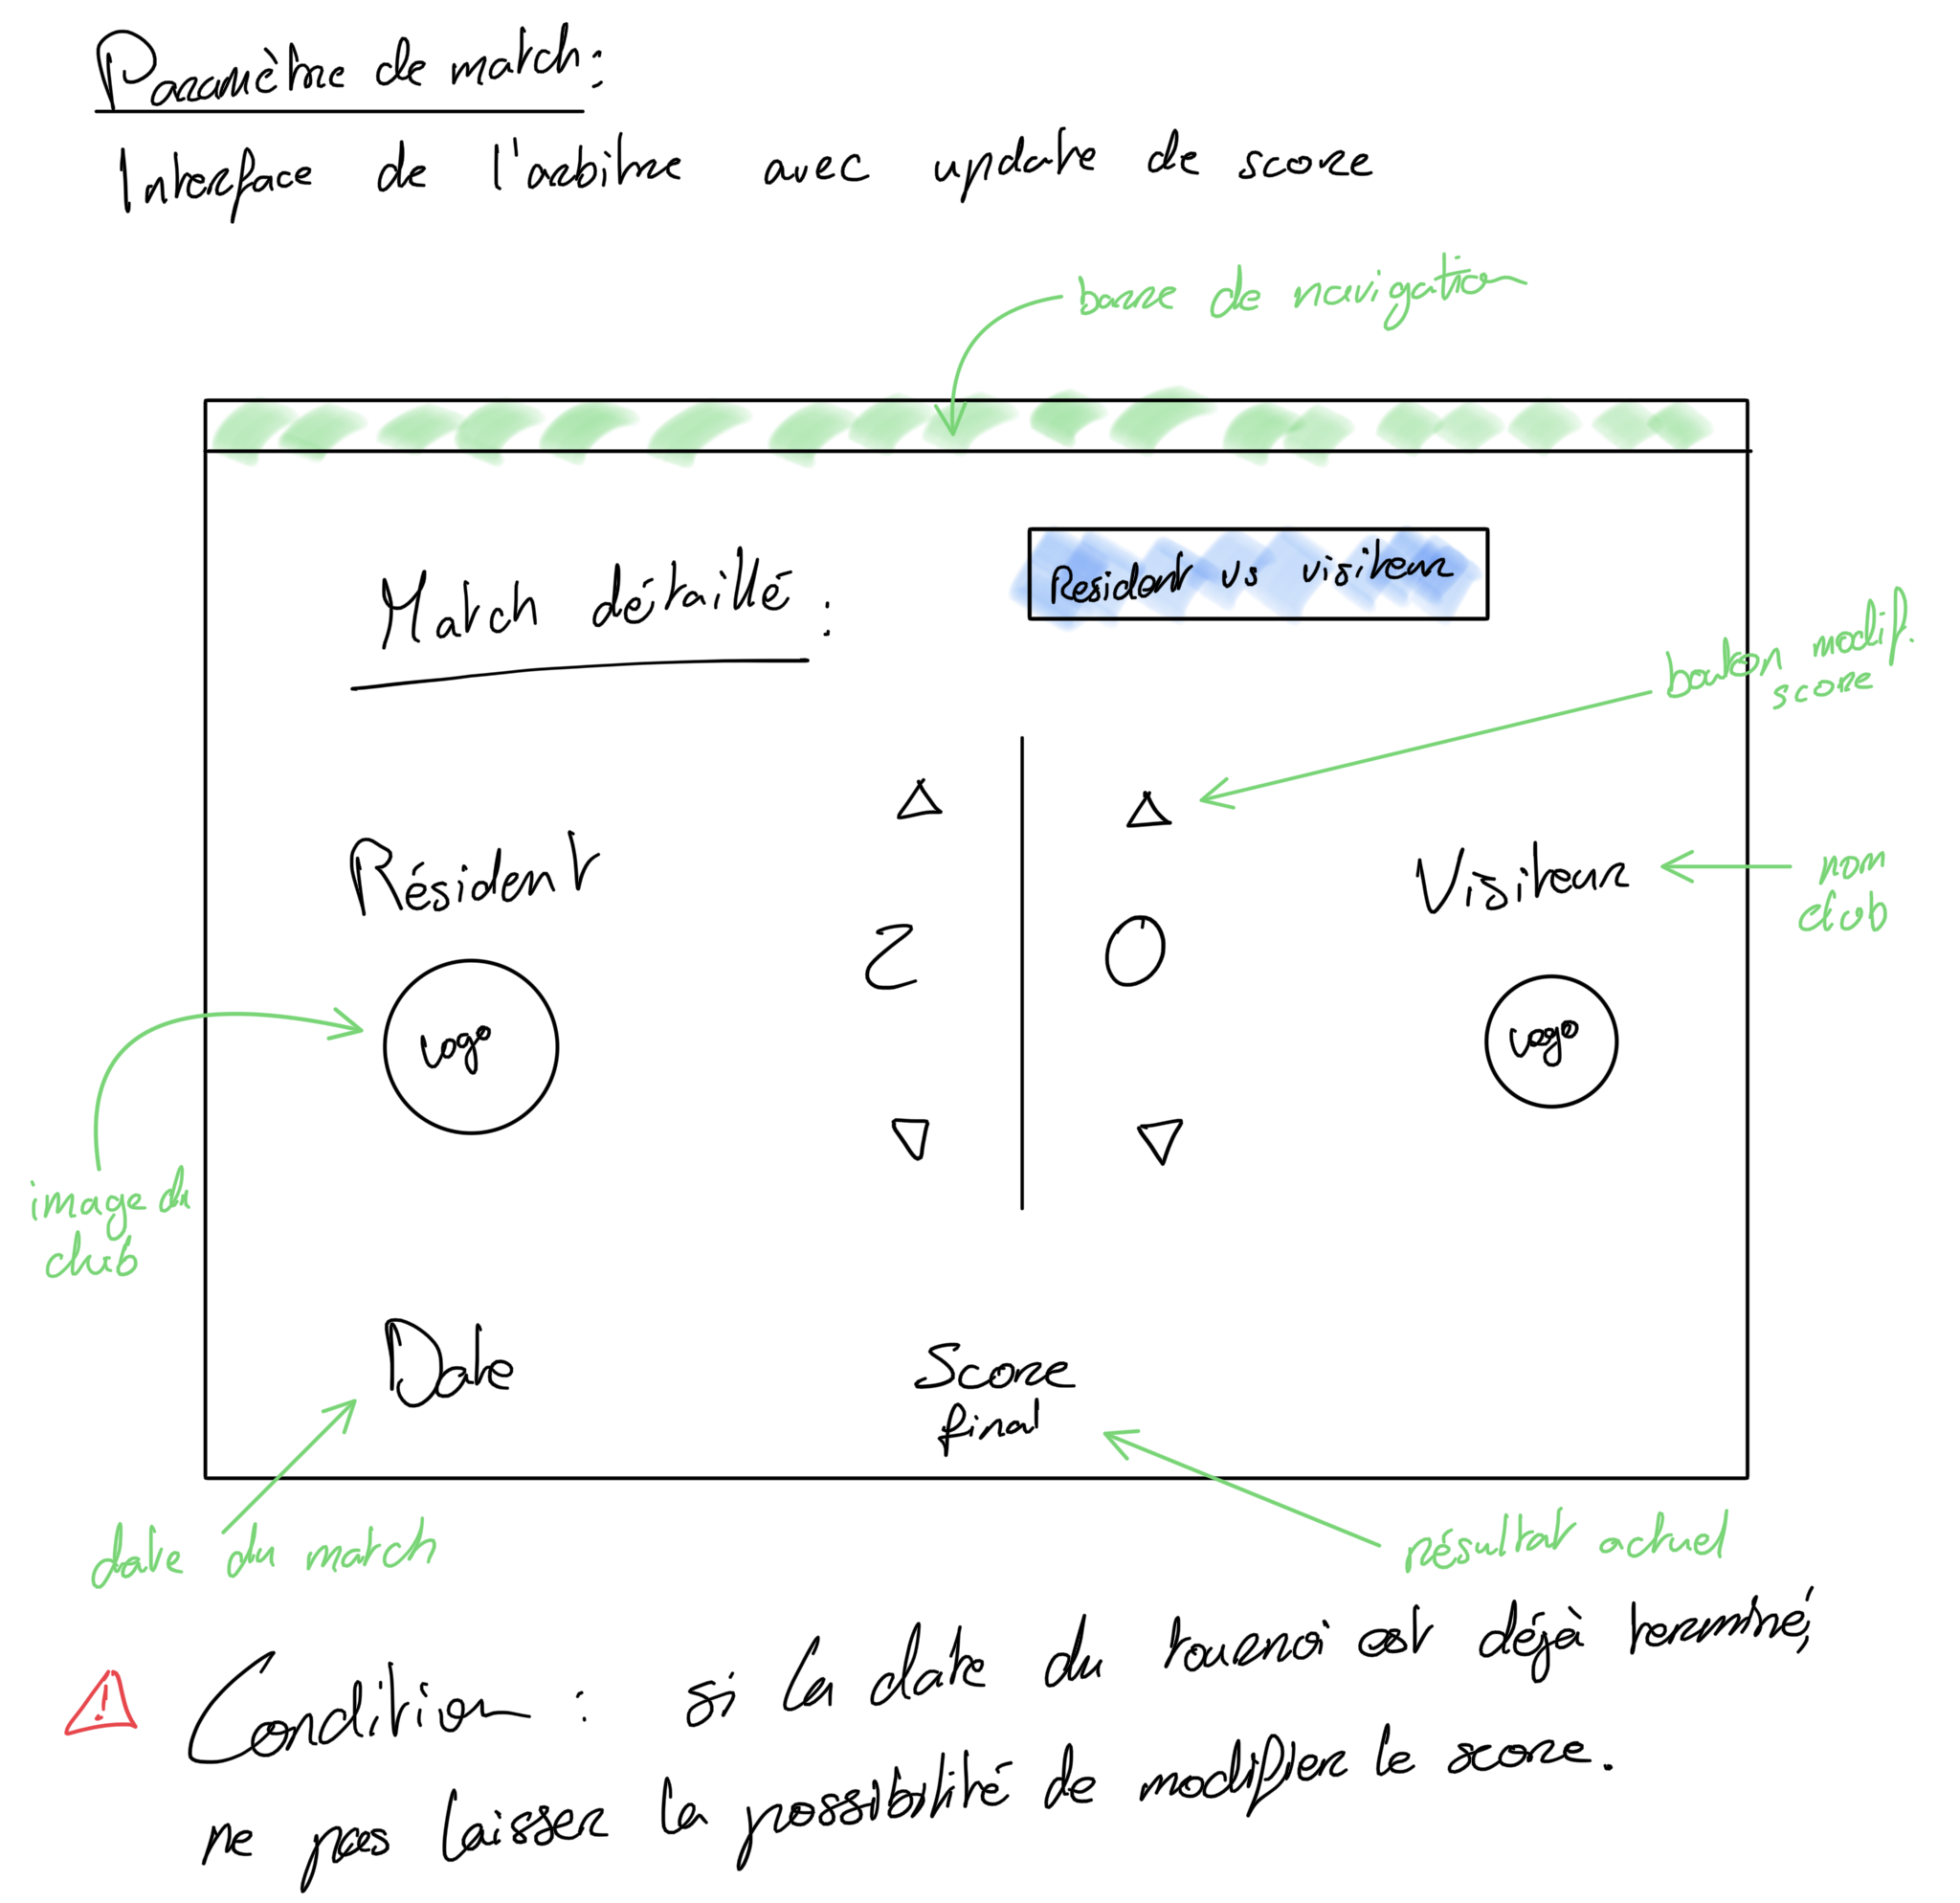 Paramètre de match :
Interface de l'arbitre avec update de score
barre de navigation
Match détaillé :
Resident vs visiteur
bouton modif.
score
Résident
Visiteur
nom
club
2
0
logo
logo
image du
club
Date
Score
final
date du match
résultat actuel
! Condition : si la date du tournoi est déjà terminé,
ne pas laisser la possibilité de modifier le score.